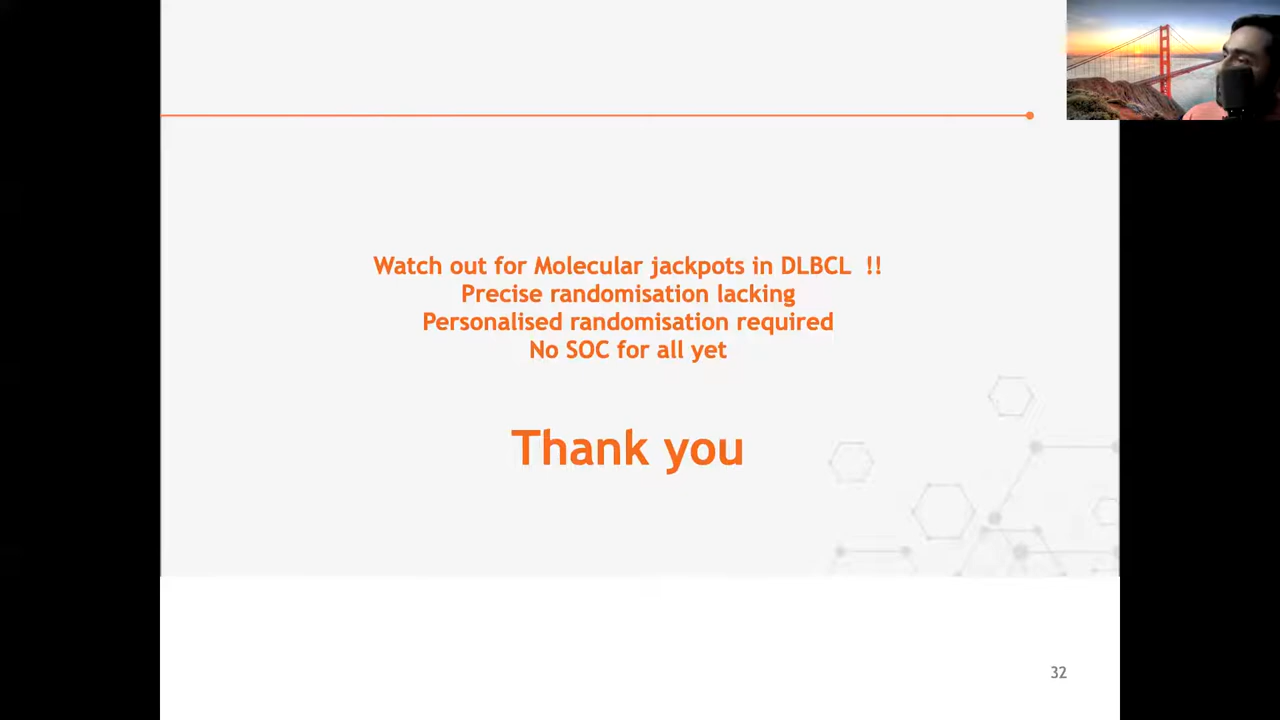 Watch out for Molecular jackpots in DLBCL !!
Precise randomisation lacking
Personalised randomisation required
No SOC for all yet
Thank you
32